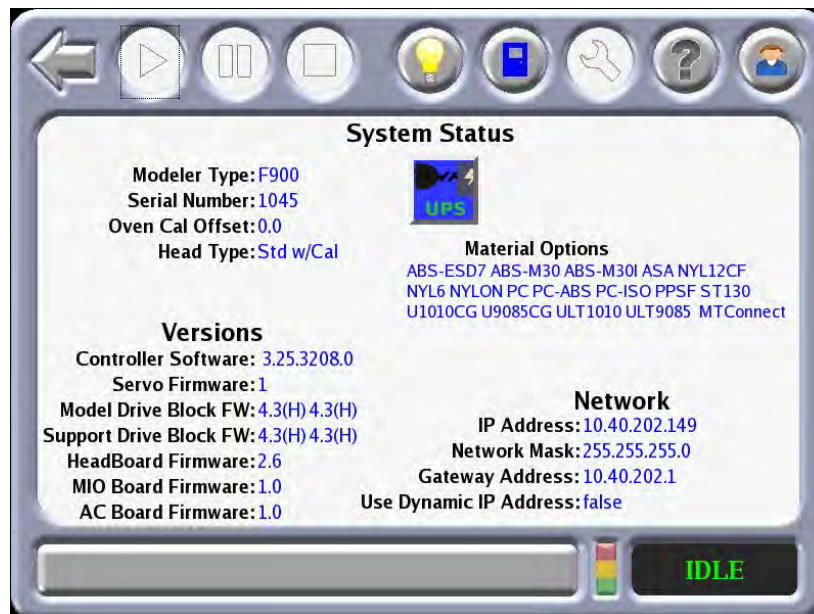 System Status
Modeler Type: F900
Serial Number: 1045
Oven Cal Offset: 0.0
Head Type: Std w/Cal
UPS
Material Options
ABS-ESD7 ABS-M30 ABS-M30I ASA NYL12CF
NYL6 NYLON PC PC-ABS PC-ISO PPSF ST130
U1010CG U9085CG ULT1010 ULT9085 MTConnect
Versions
Controller Software: 3.25.3208.0
Servo Firmware: 1
Model Drive Block FW: 4.3(H) 4.3(H)
Support Drive Block FW: 4.3(H) 4.3(H)
HeadBoard Firmware: 2.6
MIO Board Firmware: 1.0
AC Board Firmware: 1.0
Network
IP Address: 10.40.202.149
Network Mask: 255.255.255.0
Gateway Address: 10.40.202.1
Use Dynamic IP Address: false
IDLE